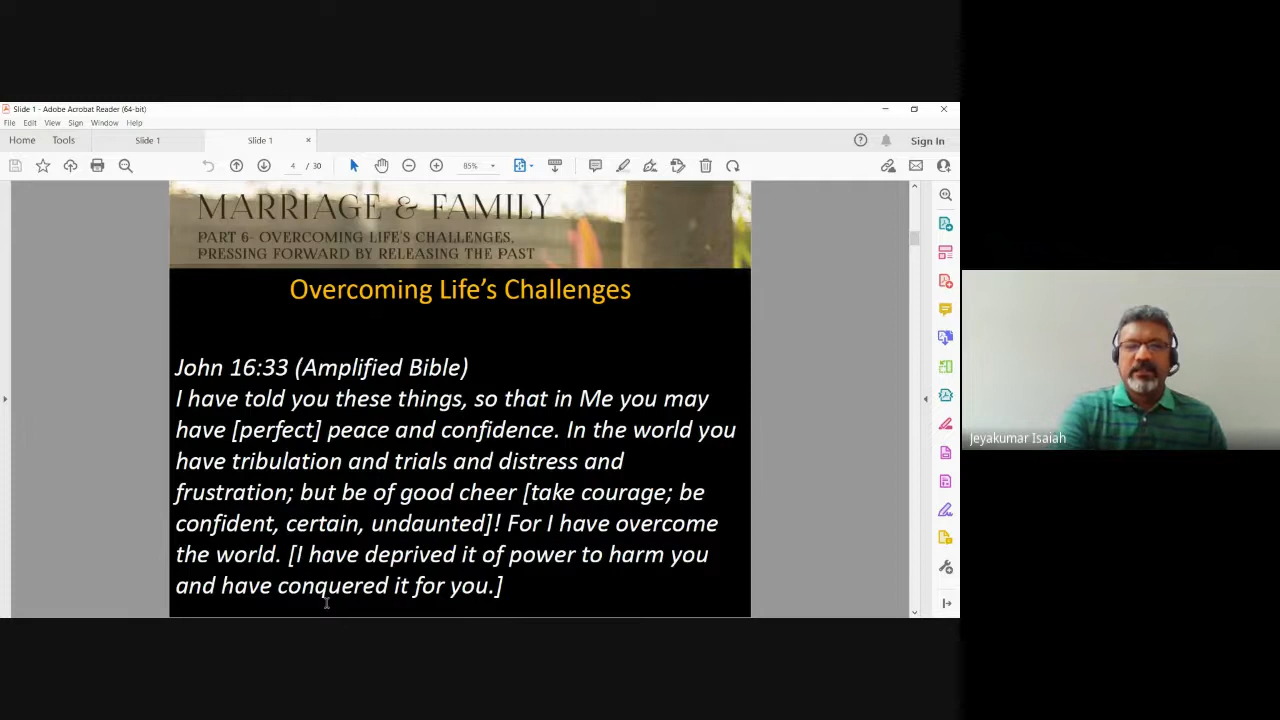 Slide 1 - Adobe Acrobat Reader (64-bit)
File Edit View Sign Window Help
Home Tools Slide 1 Slide 1 × Sign In
4 / 30 85%
MARRIAGE & FAMILY
PART 6- OVERCOMING LIFE'S CHALLENGES,
PRESSING FORWARD BY RELEASING THE PAST
Overcoming Life's Challenges
John 16:33 (Amplified Bible)
I have told you these things, so that in Me you may
have [perfect] peace and confidence. In the world you
have tribulation and trials and distress and
frustration; but be of good cheer [take courage; be
confident, certain, undaunted]! For I have overcome
the world. [I have deprived it of power to harm you
and have conquered it for you.]
Jeyakumar Isaiah